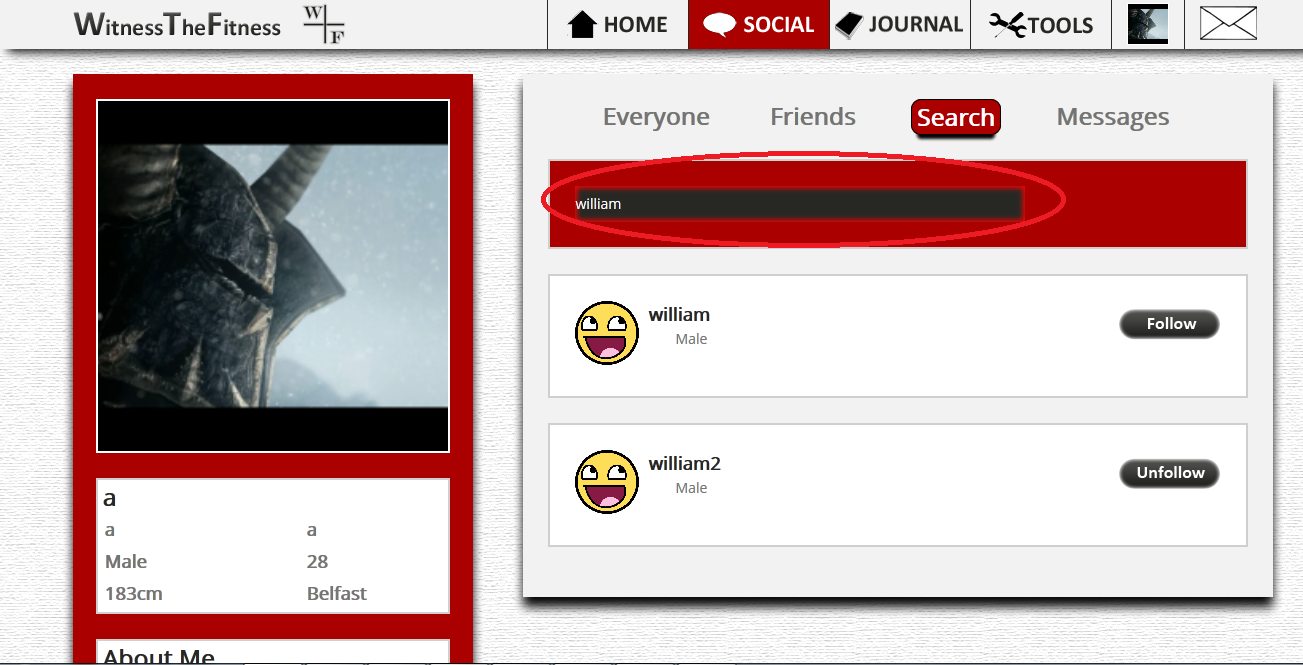 WitnessTheFitness W F HOME SOCIAL JOURNAL TOOLS
a
a a
Male 28
183cm Belfast
About Me
Everyone Friends Search Messages
william
william
Male
Follow
william2
Male
Unfollow